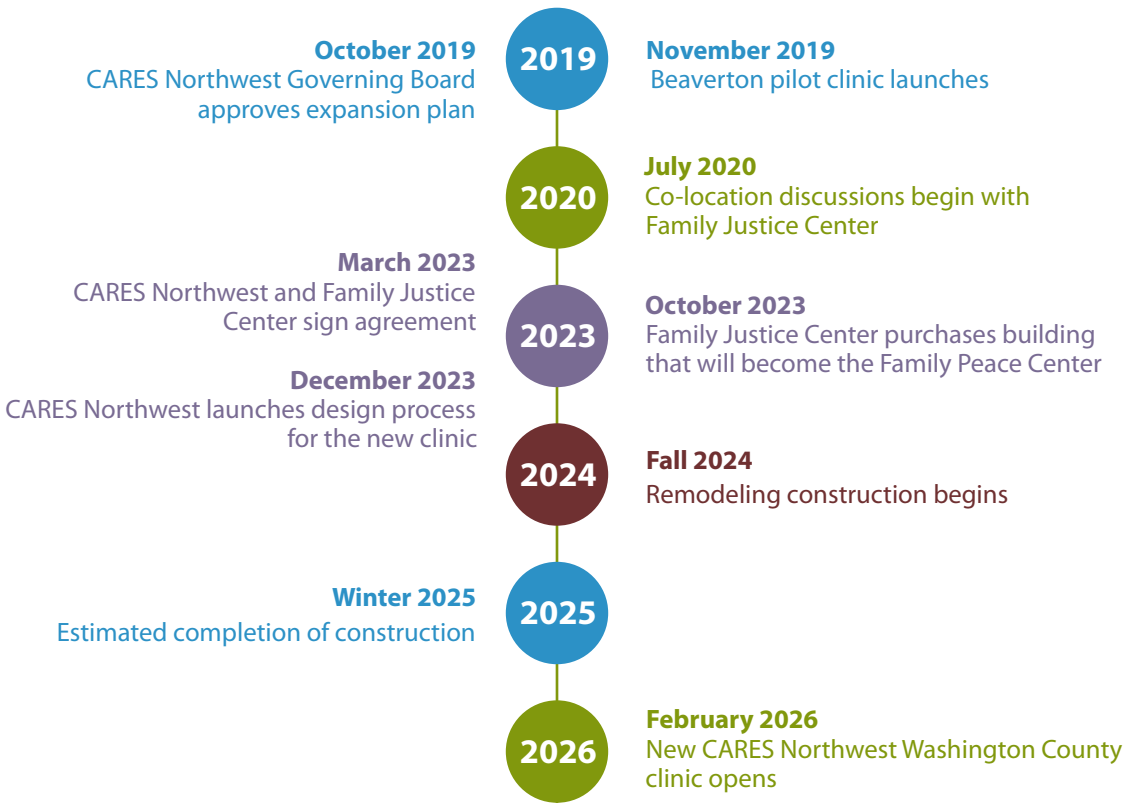 2019
October 2019
CARES Northwest Governing Board
approves expansion plan
November 2019
Beaverton pilot clinic launches
2020
July 2020
Co-location discussions begin with
Family Justice Center
2023
March 2023
CARES Northwest and Family Justice
Center sign agreement
October 2023
Family Justice Center purchases building
that will become the Family Peace Center
December 2023
CARES Northwest launches design process
for the new clinic
2024
Fall 2024
Remodeling construction begins
2025
Winter 2025
Estimated completion of construction
2026
February 2026
New CARES Northwest Washington County
clinic opens